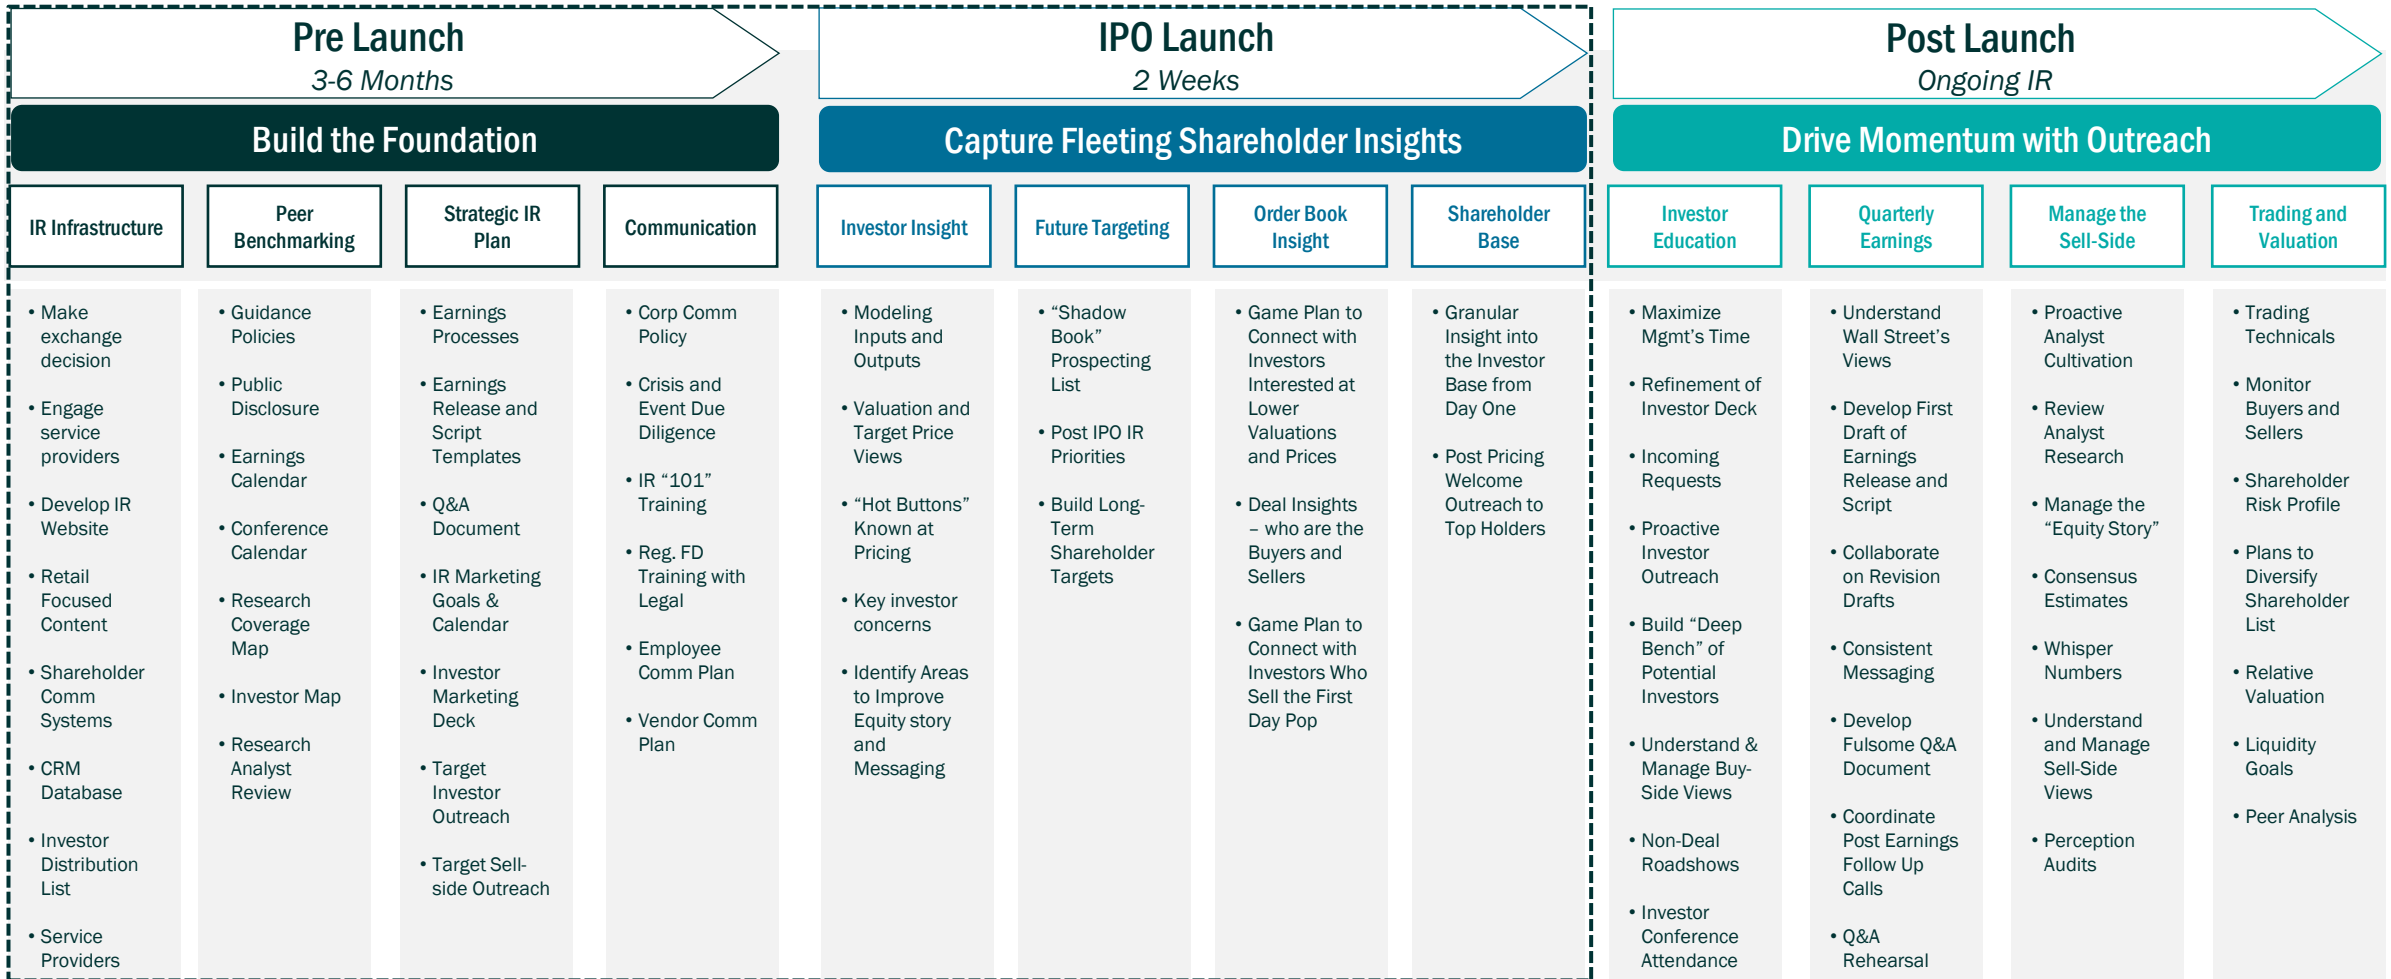 Pre Launch
3-6 Months
Build the Foundation
IR Infrastructure
Peer
Benchmarking
Strategic IR
Plan
Communication
• Make
exchange
decision
• Engage
service
providers
• Develop IR
Website
• Retail
Focused
Content
• Shareholder
Comm
Systems
• CRM
Database
• Investor
Distribution
List
• Service
Providers
• Guidance
Policies
• Public
Disclosure
• Earnings
Calendar
• Conference
Calendar
• Research
Coverage
Map
• Investor Map
• Research
Analyst
Review
• Earnings
Processes
• Earnings
Release and
Script
Templates
• Q&A
Document
• IR Marketing
Goals &
Calendar
• Investor
Marketing
Deck
• Target
Investor
Outreach
• Target Sell-
side Outreach
• Corp Comm
Policy
• Crisis and
Event Due
Diligence
• IR “101”
Training
• Reg. FD
Training with
Legal
• Employee
Comm Plan
• Vendor Comm
Plan
IPO Launch
2 Weeks
Capture Fleeting Shareholder Insights
Investor Insight
Future Targeting
Order Book
Insight
Shareholder
Base
• Modeling
Inputs and
Outputs
• Valuation and
Target Price
Views
• “Hot Buttons”
Known at
Pricing
• Key investor
concerns
• Identify Areas
to Improve
Equity story
and
Messaging
• “Shadow
Book”
Prospecting
List
• Post IPO IR
Priorities
• Build Long-
Term
Shareholder
Targets
• Game Plan to
Connect with
Investors
Interested at
Lower
Valuations
and Prices
• Deal Insights
– who are the
Buyers and
Sellers
• Game Plan to
Connect with
Investors Who
Sell the First
Day Pop
• Granular
Insight into
the Investor
Base from
Day One
• Post Pricing
Welcome
Outreach to
Top Holders
Post Launch
Ongoing IR
Drive Momentum with Outreach
Investor
Education
Quarterly
Earnings
Manage the
Sell-Side
Trading and
Valuation
• Maximize
Mgmt’s Time
• Refinement of
Investor Deck
• Incoming
Requests
• Proactive
Investor
Outreach
• Build “Deep
Bench” of
Potential
Investors
• Understand &
Manage Buy-
Side Views
• Non-Deal
Roadshows
• Investor
Conference
Attendance
• Understand
Wall Street’s
Views
• Develop First
Draft of
Earnings
Release and
Script
• Collaborate
on Revision
Drafts
• Consistent
Messaging
• Develop
Fulsome Q&A
Document
• Coordinate
Post Earnings
Follow Up
Calls
• Q&A
Rehearsal
• Proactive
Analyst
Cultivation
• Review
Analyst
Research
• Manage the
“Equity Story”
• Consensus
Estimates
• Whisper
Numbers
• Understand
and Manage
Sell-Side
Views
• Perception
Audits
• Trading
Technicals
• Monitor
Buyers and
Sellers
• Shareholder
Risk Profile
• Plans to
Diversify
Shareholder
List
• Relative
Valuation
• Liquidity
Goals
• Peer Analysis